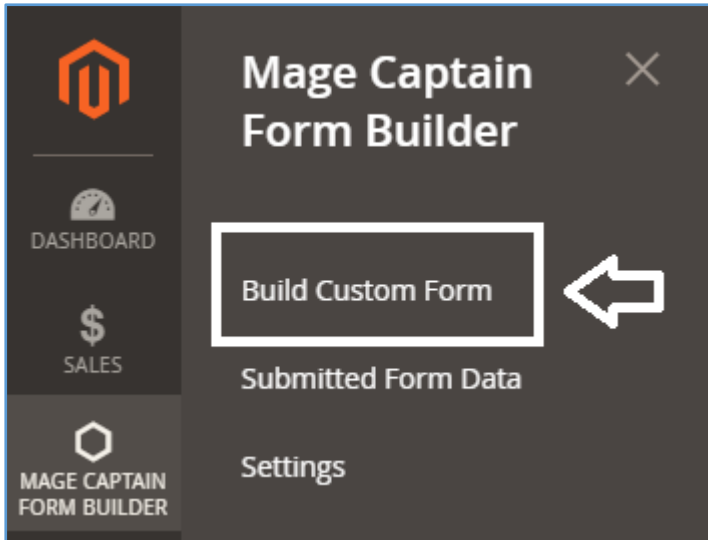 DASHBOARD
$
SALES
MAGE CAPTAIN
FORM BUILDER
Mage Captain
Form Builder
Build Custom Form
Submitted Form Data
Settings